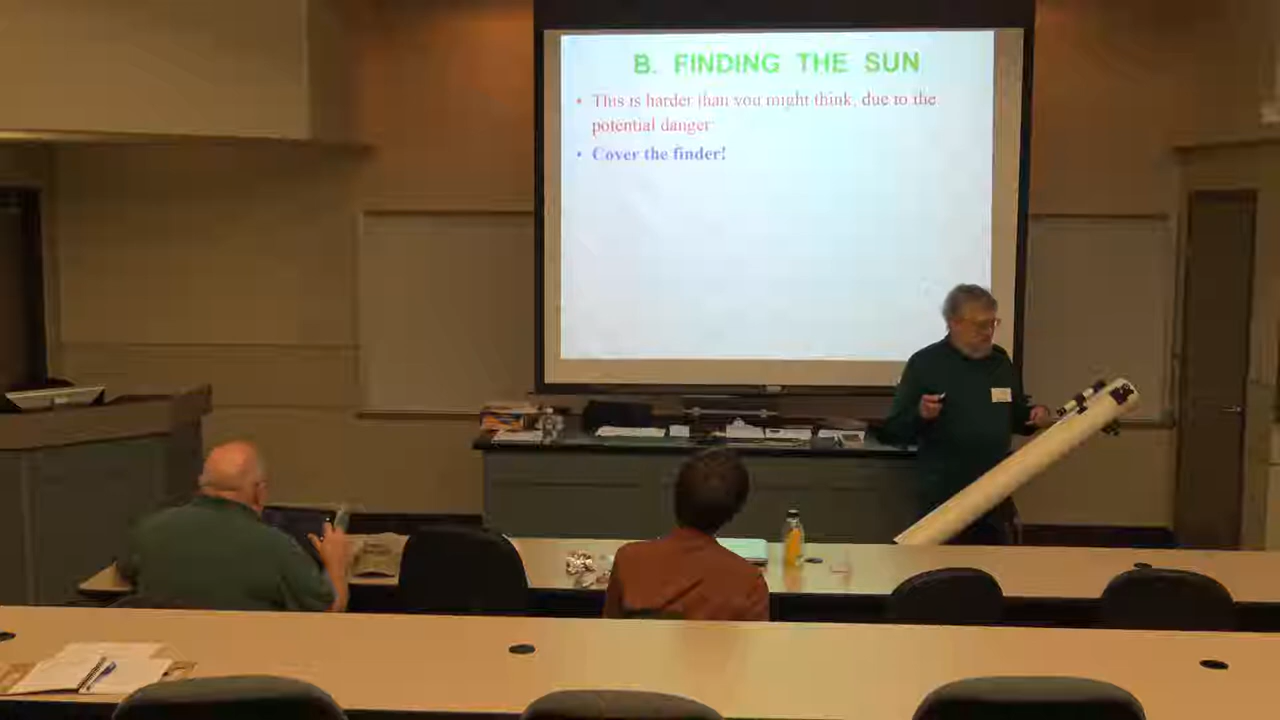 B. FINDING THE SUN
• This is harder than you might think, due to the
potential danger
• Cover the finder!